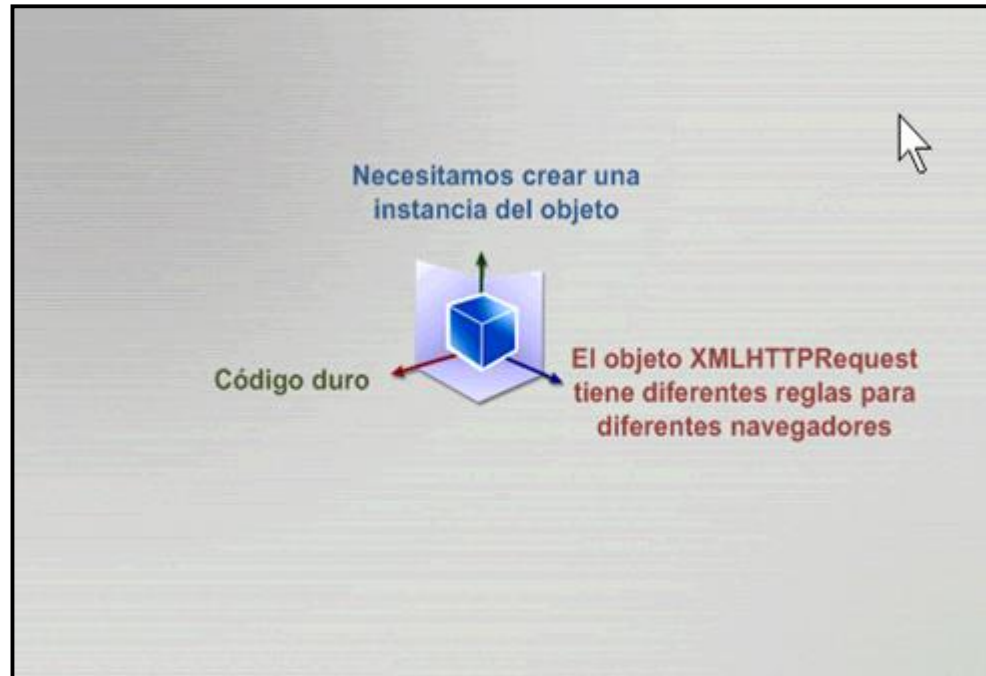 Necesitamos crear una
instancia del objeto
Código duro
El objeto XMLHTTPRequest
tiene diferentes reglas para
diferentes navegadores